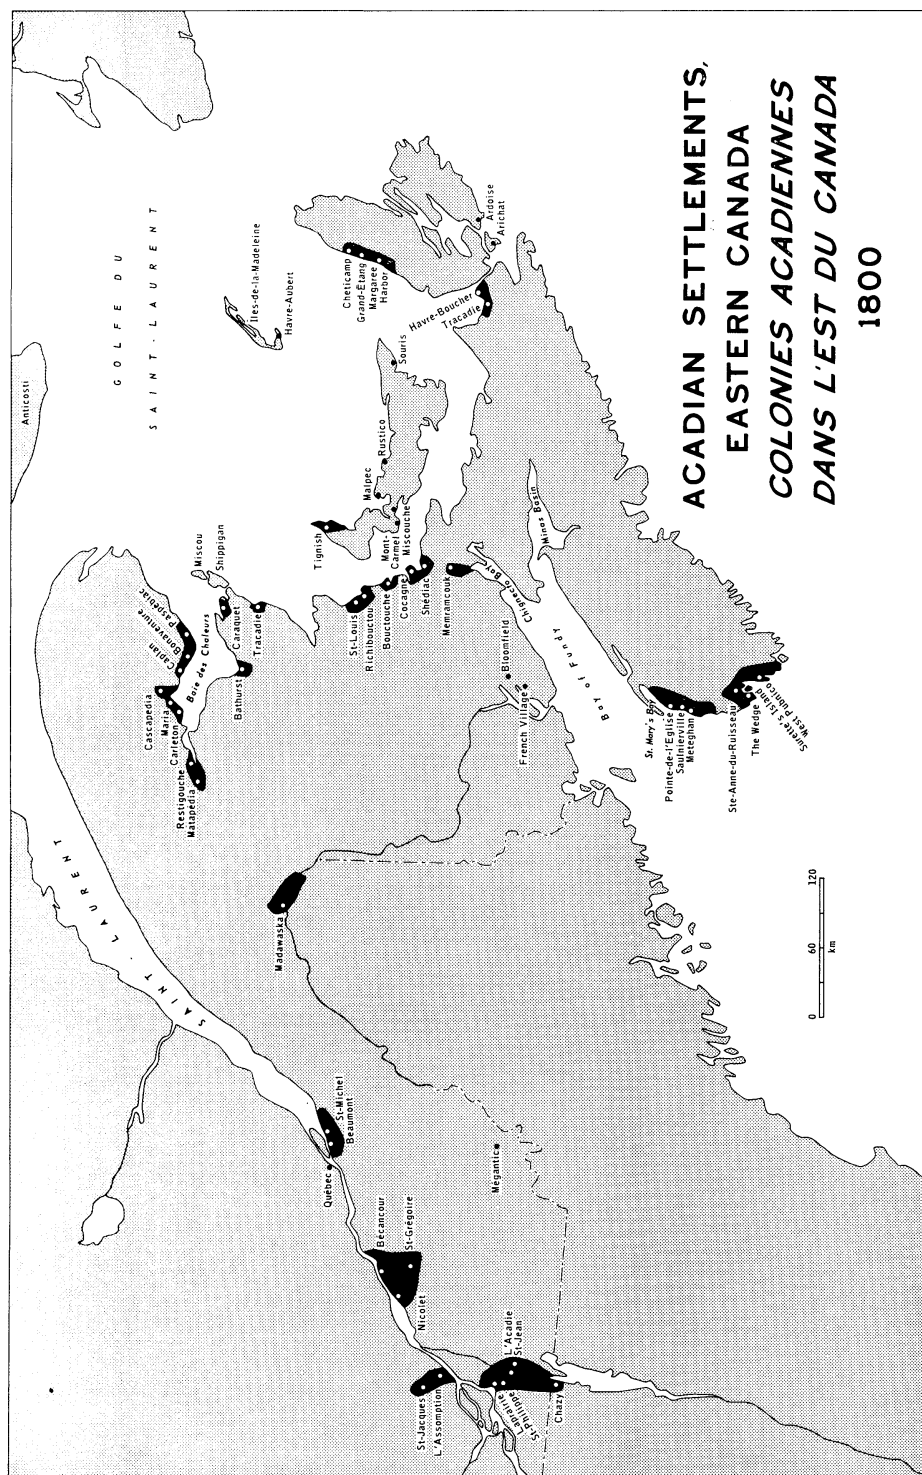 ACADIAN SETTLEMENTS,
EASTERN CANADA
COLONIES ACADIENNES
DANS L'EST DU CANADA
1800
Anticosti
GOLFE DU
SAINT-LAURENT
SAINT-LAURENT
Iles-de-la-Madeleine
Havre-Aubert
Cheticamp
Grand-Étang
Margaree
Harbor
Ardoise
Arichat
Havre-Boucher
Tracadie
Souris
Rustico
Malpec
Mont-
Carmel
Miscouche
Tignish
Miscou
Shippigan
Paspébiac
Bonaventure
Caplan
Baie des Chaleurs
Caraquet
Tracadie
Bathurst
Cascapedia
Maria
Carleton
Restigouche
Matapédia
St-Louis
Richibouctou
Bouctouche
Cocagne
Shédiac
Memramcouk
Chignecto Bay
Minas Basin
Bay of Fundy
Bloomfield
French Village
St. Mary's Bay
Pointe-de-l'Eglise
Saulnierville
Meteghan
Ste-Anne-du-Ruisseau
The Wedge
Surette's Island
West Pubnico
Madawaska
St-Michel
Beaumont
Québec
Bécancour
St-Grégoire
Nicolet
Mégantic
St-Jacques
L'Assomption
L'Acadie
St-Jean
Laprairie
St-Philippe
Chazy
0 60 120
km